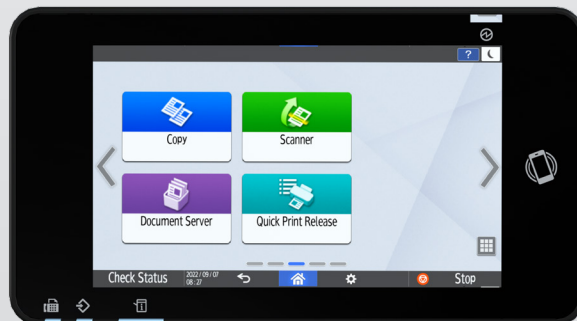 ?
Copy
Scanner
Document Server
Quick Print Release
Check Status
2022/09/07
08:27
Stop